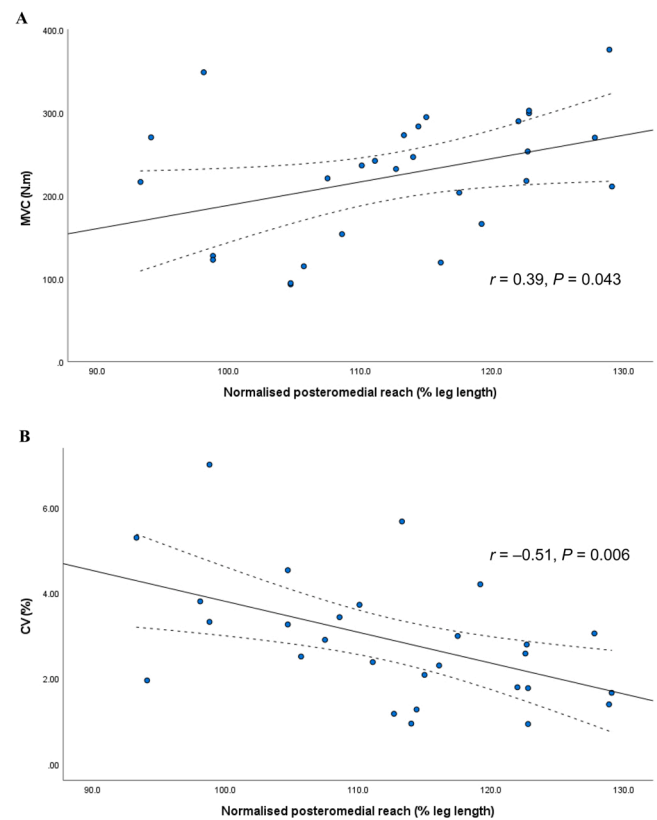 A
400.0
300.0
200.0
100.0
.0
MVC (N.m)
r = 0.39, P = 0.043
90.0 100.0 110.0 120.0 130.0
Normalised posteromedial reach (% leg length)
B
6.00
4.00
2.00
.00
CV (%)
r = –0.51, P = 0.006
90.0 100.0 110.0 120.0 130.0
Normalised posteromedial reach (% leg length)